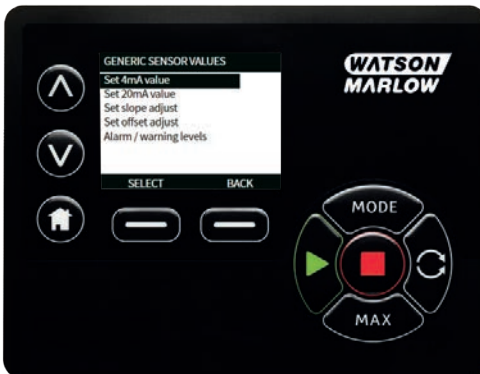 GENERIC SENSOR VALUES
Set 4mA value
Set 20mA value
Set slope adjust
Set offset adjust
Alarm / warning levels
SELECT BACK
WATSON
MARLOW
MODE
MAX